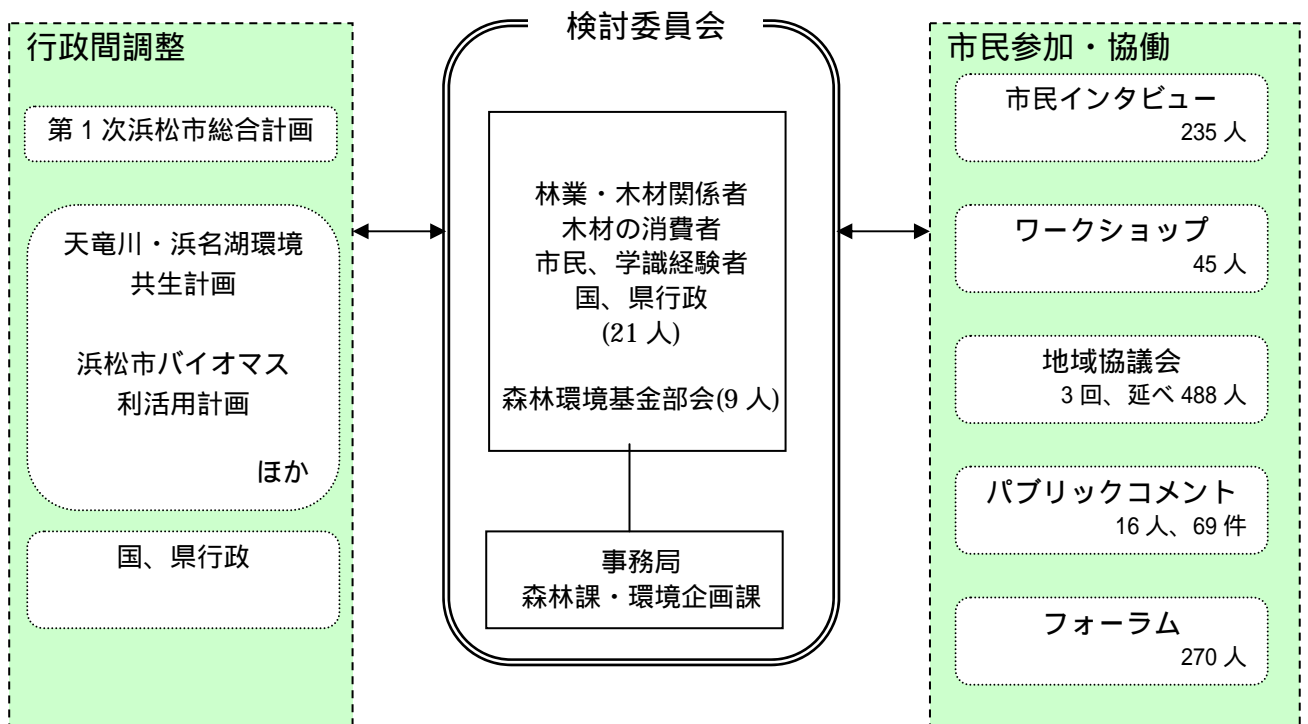 行政間調整
第1次浜松市総合計画
天竜川・浜名湖環境
共生計画
浜松市バイオマス
利活用計画
ほか
国、県行政
検討委員会
林業・木材関係者
木材の消費者
市民、学識経験者
国、県行政
(21人)
森林環境基金部会(9人)
事務局
森林課・環境企画課
市民参加・協働
市民インタビュー
235人
ワークショップ
45人
地域協議会
3回、延べ488人
パブリックコメント
16人、69件
フォーラム
270人